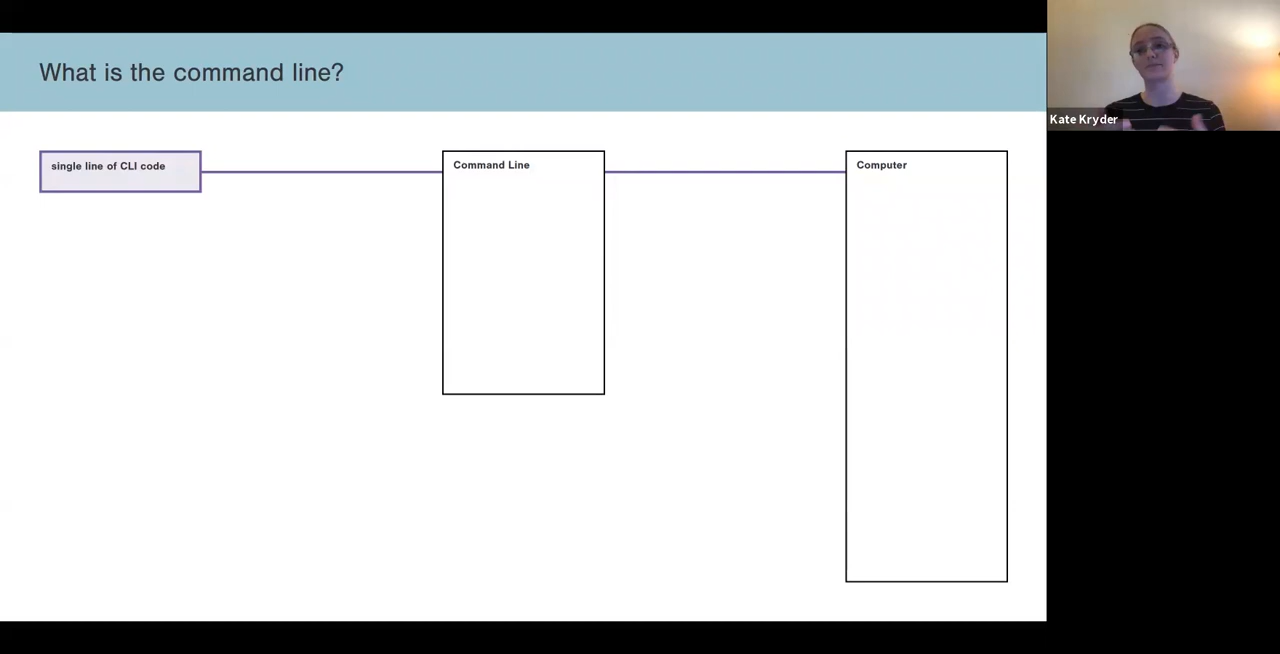 What is the command line?
single line of CLI code
Command Line
Computer
Kate Kryder